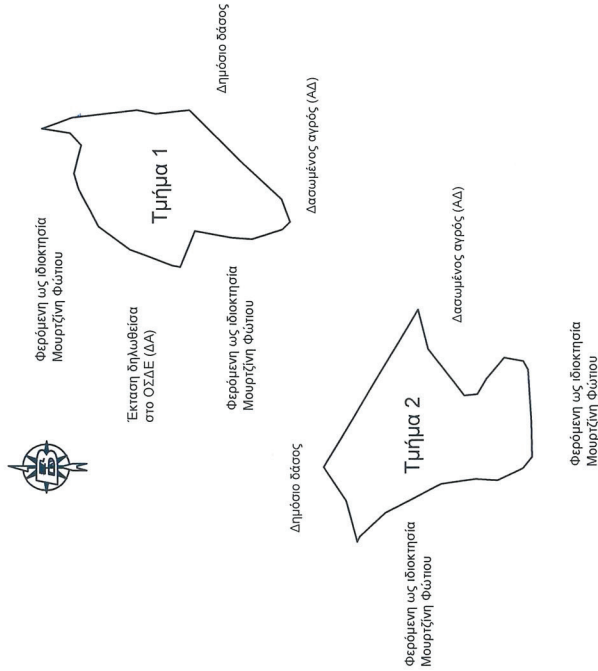 Β
Φερόμενη ως ιδιοκτησία
Μουρτζίνη Φώτιου
Έκταση δηλωθείσα
στο ΟΣΔΕ (ΔΑ)
Τμήμα 1
Δημόσιο δάσος
Φερόμενη ως ιδιοκτησία
Μουρτζίνη Φώτιου
Δασωμένος αγρός (ΑΔ)
Δημόσιο δάσος
Φερόμενη ως ιδιοκτησία
Μουρτζίνη Φώτιου
Τμήμα 2
Δασωμένος αγρός (ΑΔ)
Φερόμενη ως ιδιοκτησία
Μουρτζίνη Φώτιου